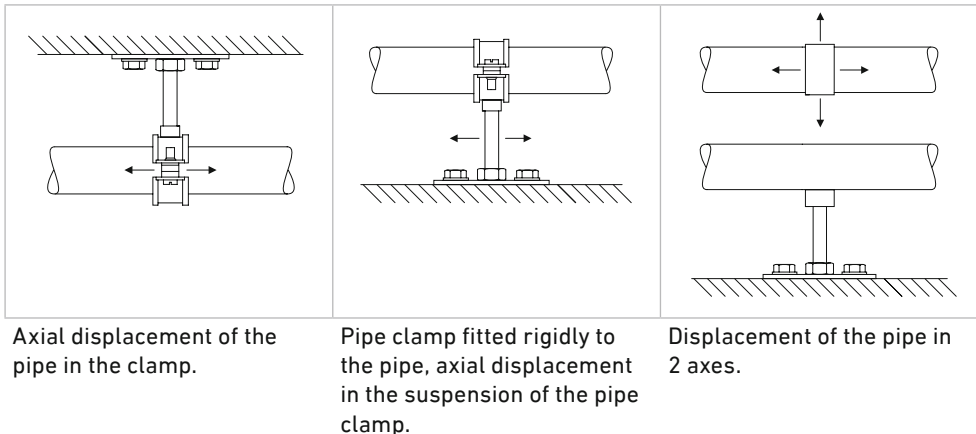 Axial displacement of the
pipe in the clamp.
Pipe clamp fitted rigidly to
the pipe, axial displacement
in the suspension of the pipe
clamp.
Displacement of the pipe in
2 axes.